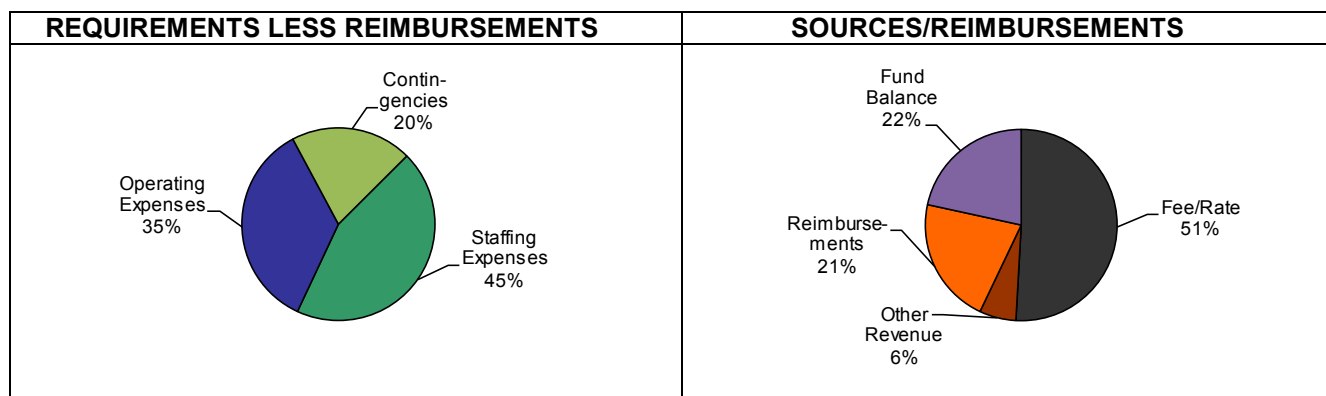 REQUIREMENTS LESS REIMBURSEMENTS
Contin-
gencies
20%
Operating
Expenses
35%
Staffing
Expenses
45%
SOURCES/REIMBURSEMENTS
Fund
Balance
22%
Fee/Rate
51%
Reimburse-
ments
21%
Other
Revenue
6%